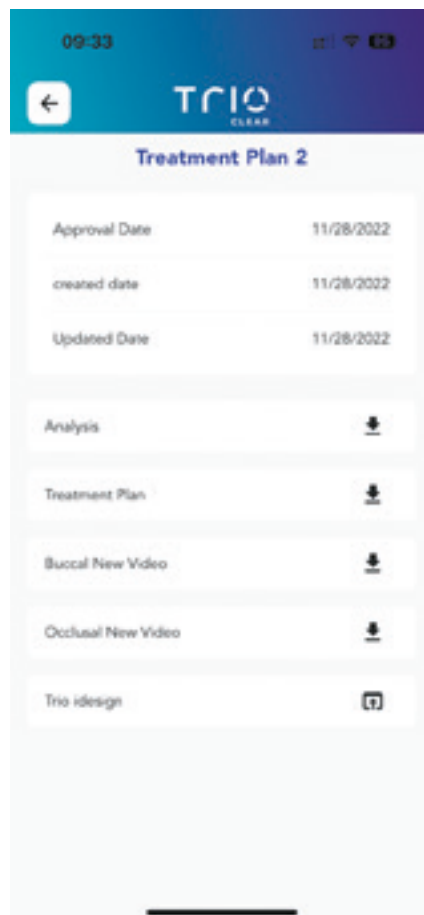 09:33
TRIO
CLEAR
Treatment Plan 2
Approval Date 11/28/2022
created date 11/28/2022
Updated Date 11/28/2022
Analysis
Treatment Plan
Buccal New Video
Occlusal New Video
Trio idesign